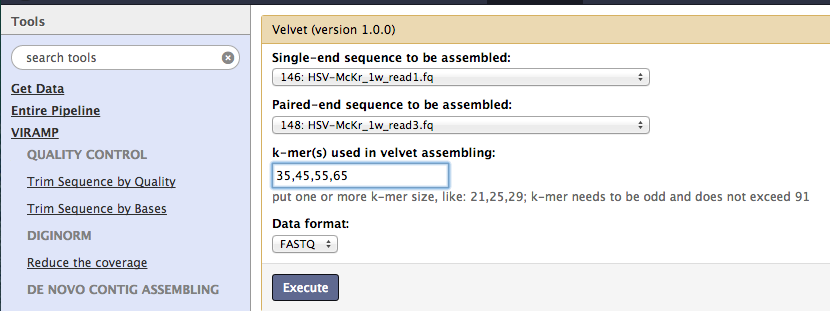 Tools
search tools
Get Data
Entire Pipeline
VIRAMP
QUALITY CONTROL
Trim Sequence by Quality
Trim Sequence by Bases
DIGINORM
Reduce the coverage
DE NOVO CONTIG ASSEMBLING
Velvet (version 1.0.0)
Single-end sequence to be assembled:
146: HSV-McKr_1w_read1.fq
Paired-end sequence to be assembled:
148: HSV-McKr_1w_read3.fq
k-mer(s) used in velvet assembling:
35,45,55,65
put one or more k-mer size, like: 21,25,29; k-mer needs to be odd and does not exceed 91
Data format:
FASTQ
Execute